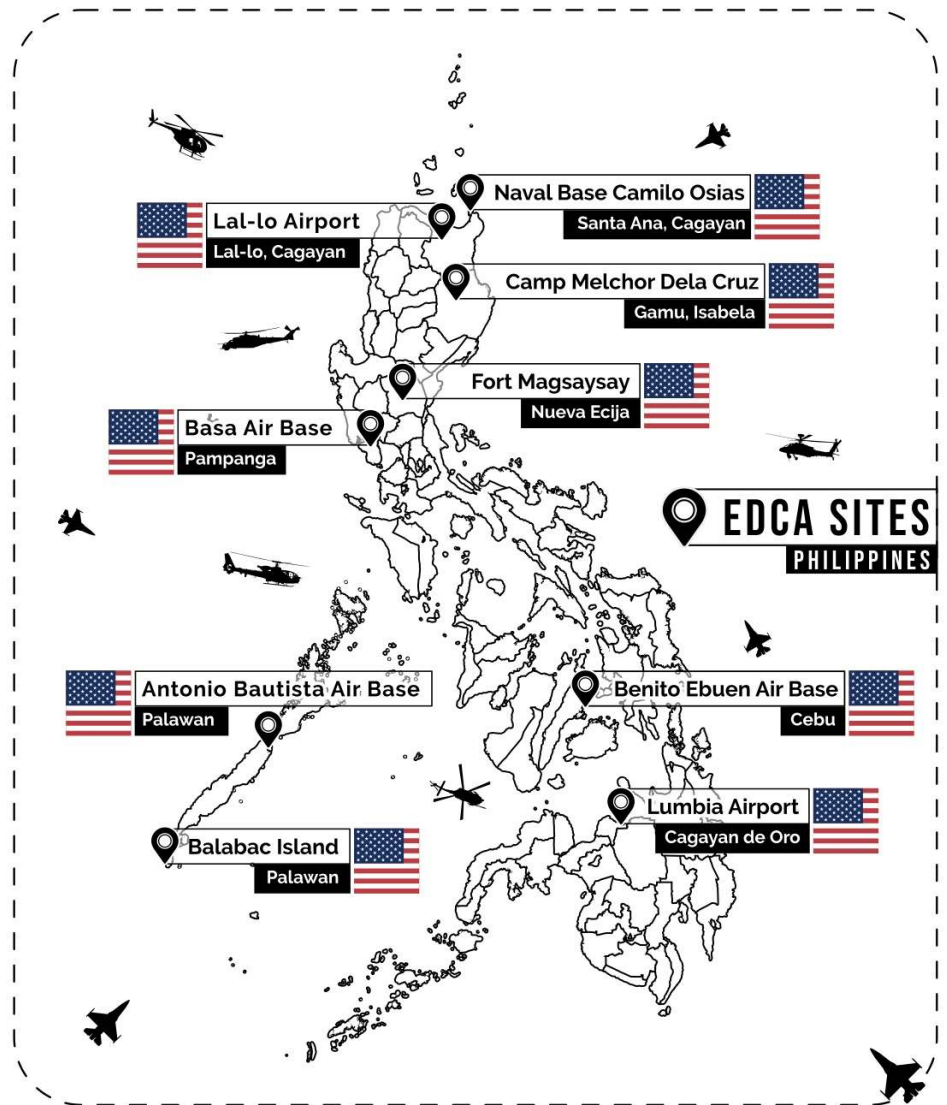 Naval Base Camilo Osias
Santa Ana, Cagayan
Lal-lo Airport
Lal-lo, Cagayan
Camp Melchor Dela Cruz
Gamu, Isabela
Fort Magsaysay
Nueva Ecija
Basa Air Base
Pampanga
EDCA SITES
PHILIPPINES
Antonio Bautista Air Base
Palawan
Benito Ebuen Air Base
Cebu
Lumbia Airport
Cagayan de Oro
Balabac Island
Palawan